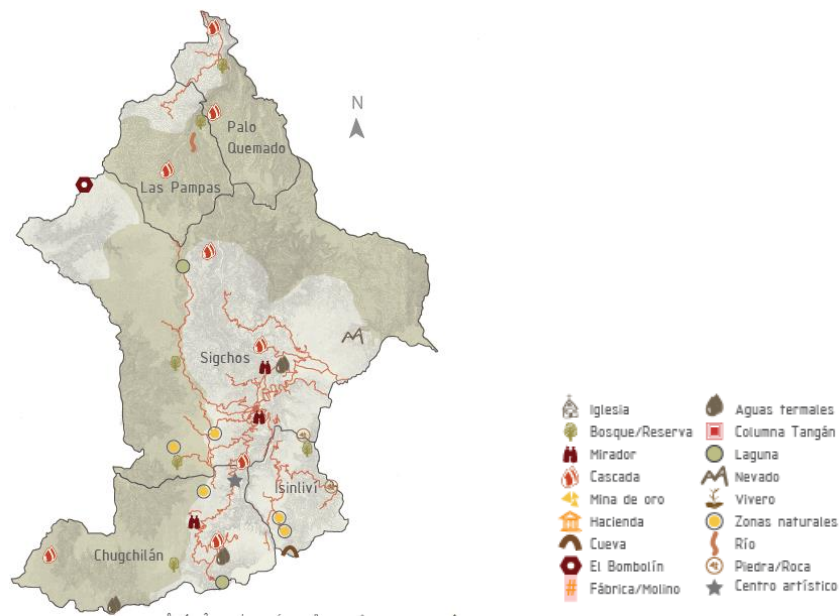 N
Palo
Quemado
Las Pampas
Sigchos
Isinliví
Chugchilán
Iglesia
Bosque/Reserva
Mirador
Cascada
Mina de oro
Hacienda
Cueva
El Bombolín
Fábrica/Molino
Aguas termales
Columna Tangán
Laguna
Nevado
Vivero
Zonas naturales
Río
Piedra/Roca
Centro artístico